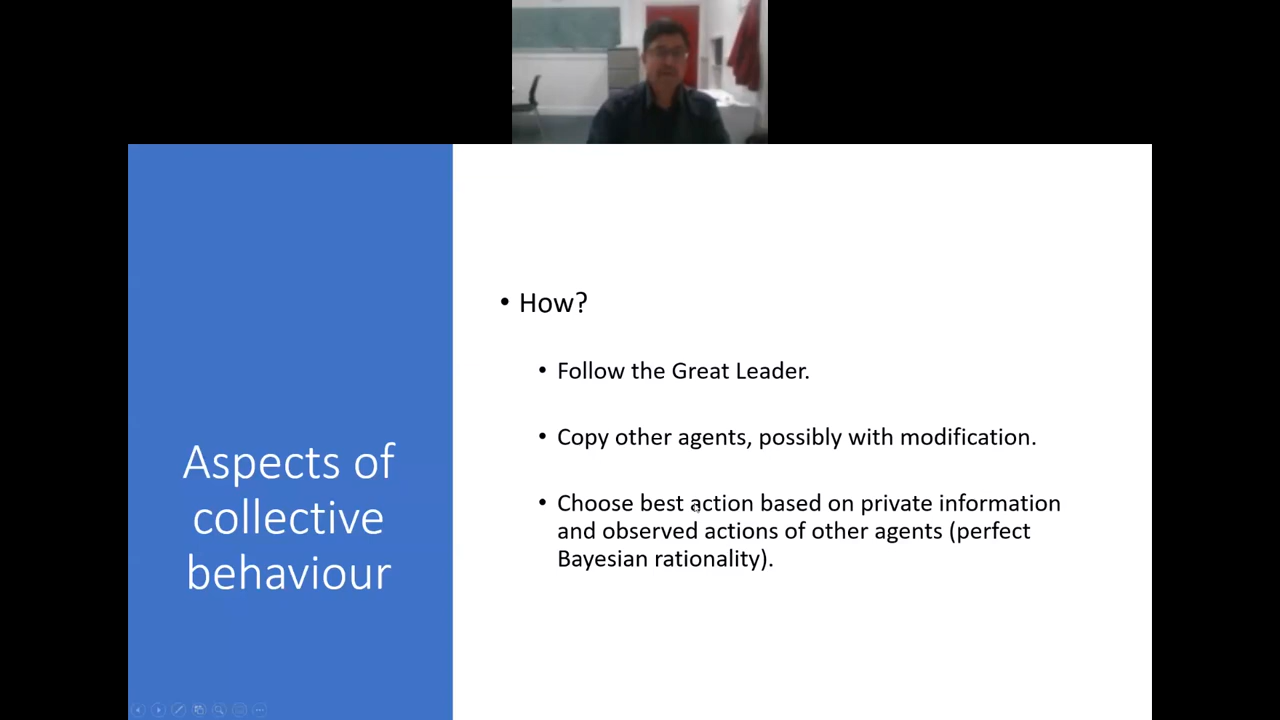 Aspects of
collective
behaviour
• How?
• Follow the Great Leader.
• Copy other agents, possibly with modification.
• Choose best action based on private information
and observed actions of other agents (perfect
Bayesian rationality).